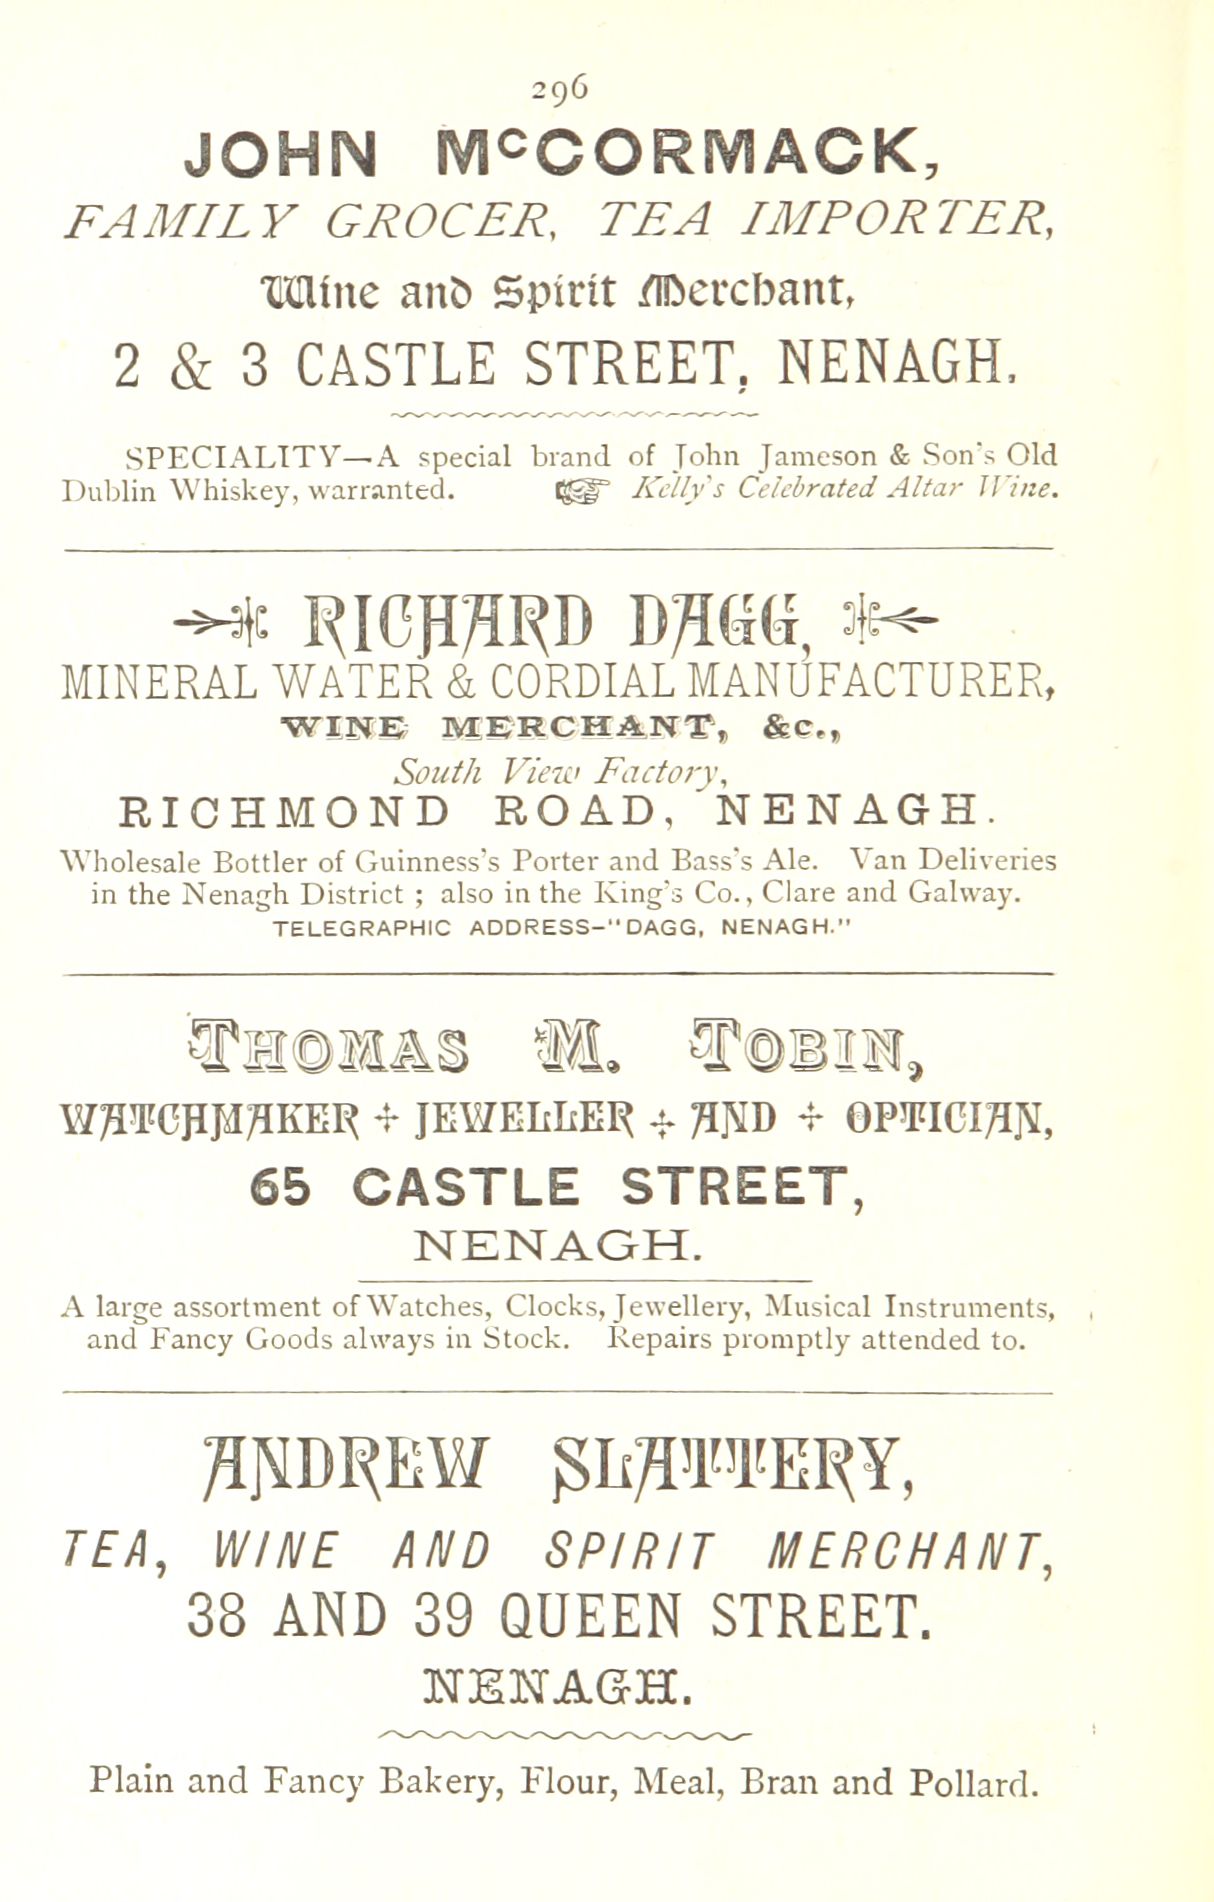 296
JOHN McCORMACK,
FAMILY GROCER, TEA IMPORTER,
Wine and Spirit Merchant,
2 & 3 CASTLE STREET, NENAGH.
SPECIALITY—A special brand of John Jameson & Son's Old
Dublin Whiskey, warranted. ☞ Kelly's Celebrated Altar Wine.
RICHARD DAGG,
MINERAL WATER & CORDIAL MANUFACTURER,
WINE MERCHANT, &c.,
South View Factory,
RICHMOND ROAD, NENAGH.
Wholesale Bottler of Guinness's Porter and Bass's Ale. Van Deliveries
in the Nenagh District ; also in the King's Co., Clare and Galway.
TELEGRAPHIC ADDRESS-"DAGG, NENAGH."
THOMAS M. TOBIN,
WATCHMAKER + JEWELLER + AND + OPTICIAN,
65 CASTLE STREET,
NENAGH.
A large assortment of Watches, Clocks, Jewellery, Musical Instruments,
and Fancy Goods always in Stock. Repairs promptly attended to.
ANDREW SLATTERY,
TEA, WINE AND SPIRIT MERCHANT,
38 AND 39 QUEEN STREET.
NENAGH.
Plain and Fancy Bakery, Flour, Meal, Bran and Pollard.